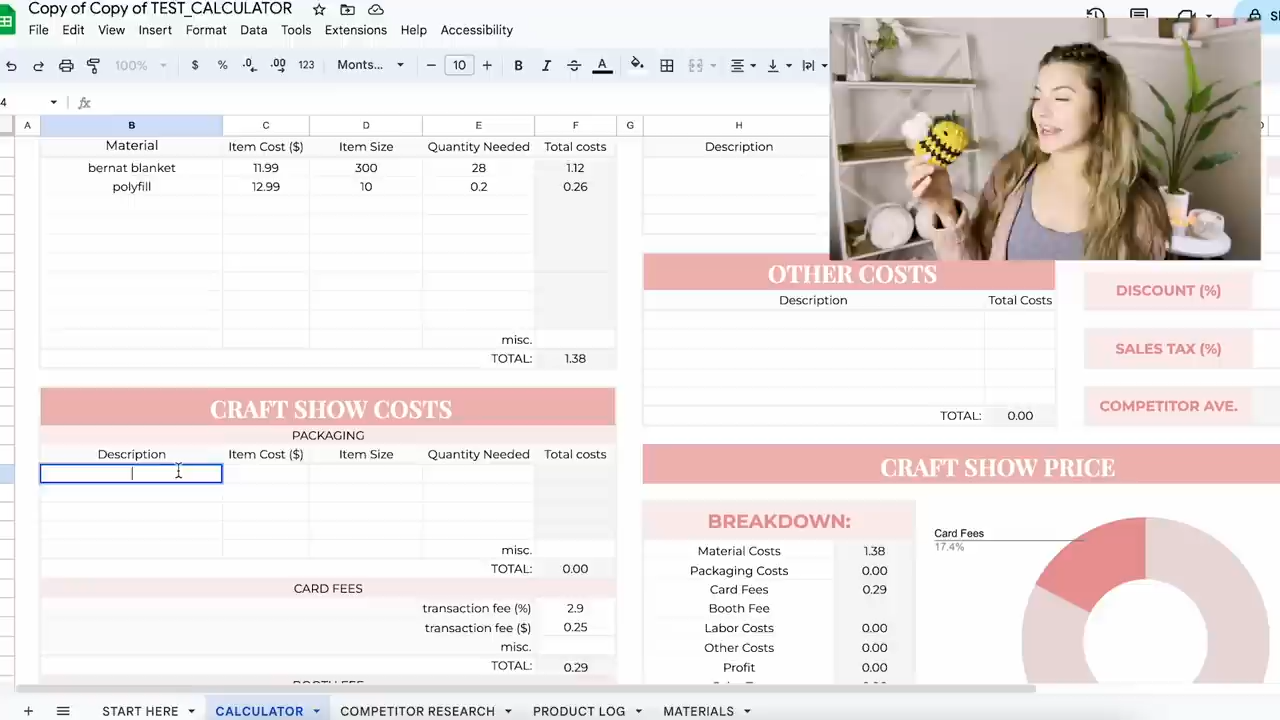 Copy of Copy of TEST_CALCULATOR
File Edit View Insert Format Data Tools Extensions Help Accessibility
100% $ % .0 .00 123 Monts... 10 B I S A
4 fx
A B C D E F G H
Material Item Cost ($) Item Size Quantity Needed Total costs Description
bernat blanket 11.99 300 28 1.12
polyfill 12.99 10 0.2 0.26
misc.
TOTAL: 1.38
OTHER COSTS
Description Total Costs
TOTAL: 0.00
DISCOUNT (%)
SALES TAX (%)
COMPETITOR AVE.
CRAFT SHOW COSTS
PACKAGING
Description Item Cost ($) Item Size Quantity Needed Total costs
misc.
TOTAL: 0.00
CARD FEES
transaction fee (%) 2.9
transaction fee ($) 0.25
misc.
TOTAL: 0.29
CRAFT SHOW PRICE
BREAKDOWN:
Material Costs 1.38
Packaging Costs 0.00
Card Fees 0.29
Booth Fee
Labor Costs 0.00
Other Costs 0.00
Profit 0.00
Card Fees
17.4%
START HERE CALCULATOR COMPETITOR RESEARCH PRODUCT LOG MATERIALS